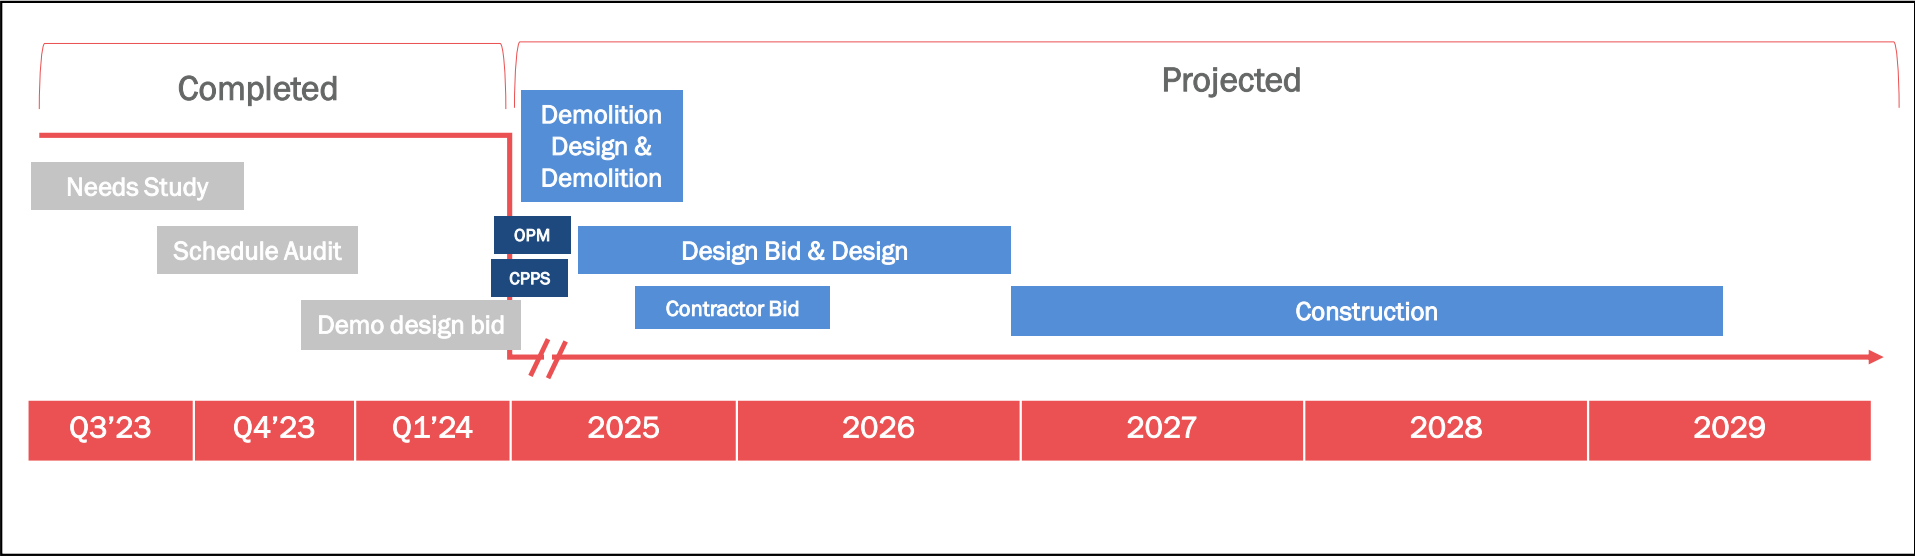 Completed
Projected
Demolition
Design &
Demolition
Needs Study
OPM
Schedule Audit
Design Bid & Design
CPPS
Demo design bid
Contractor Bid
Construction
Q3’23
Q4’23
Q1’24
2025
2026
2027
2028
2029